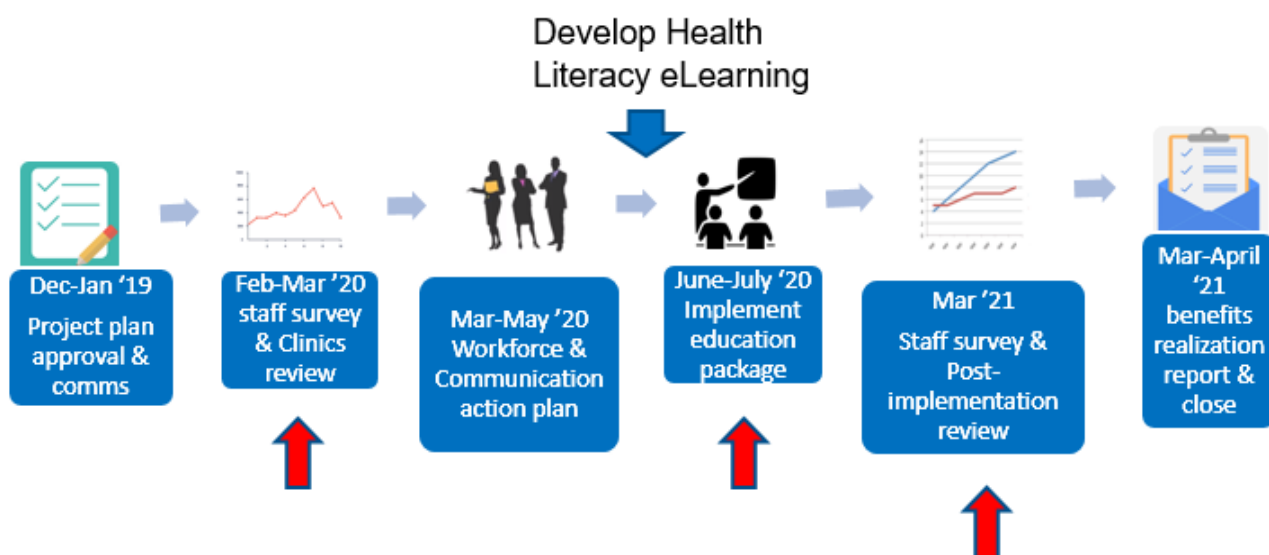 Develop Health
Literacy eLearning
Dec-Jan ‘19
Project plan
approval &
comms
Feb-Mar ‘20
staff survey
& Clinics
review
Mar-May ‘20
Workforce &
Communication
action plan
June-July ‘20
Implement
education
package
Mar ‘21
Staff survey &
Post-
implementation
review
Mar-April
‘21
benefits
realization
report &
close